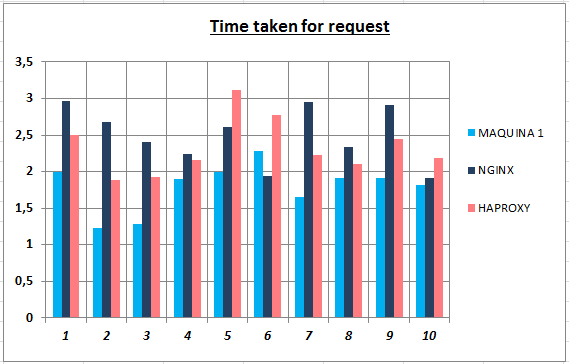 Time taken for request
3,5
3
2,5
2
1,5
1
0,5
0
1 2 3 4 5 6 7 8 9 10
MAQUINA 1
NGINX
HAPROXY